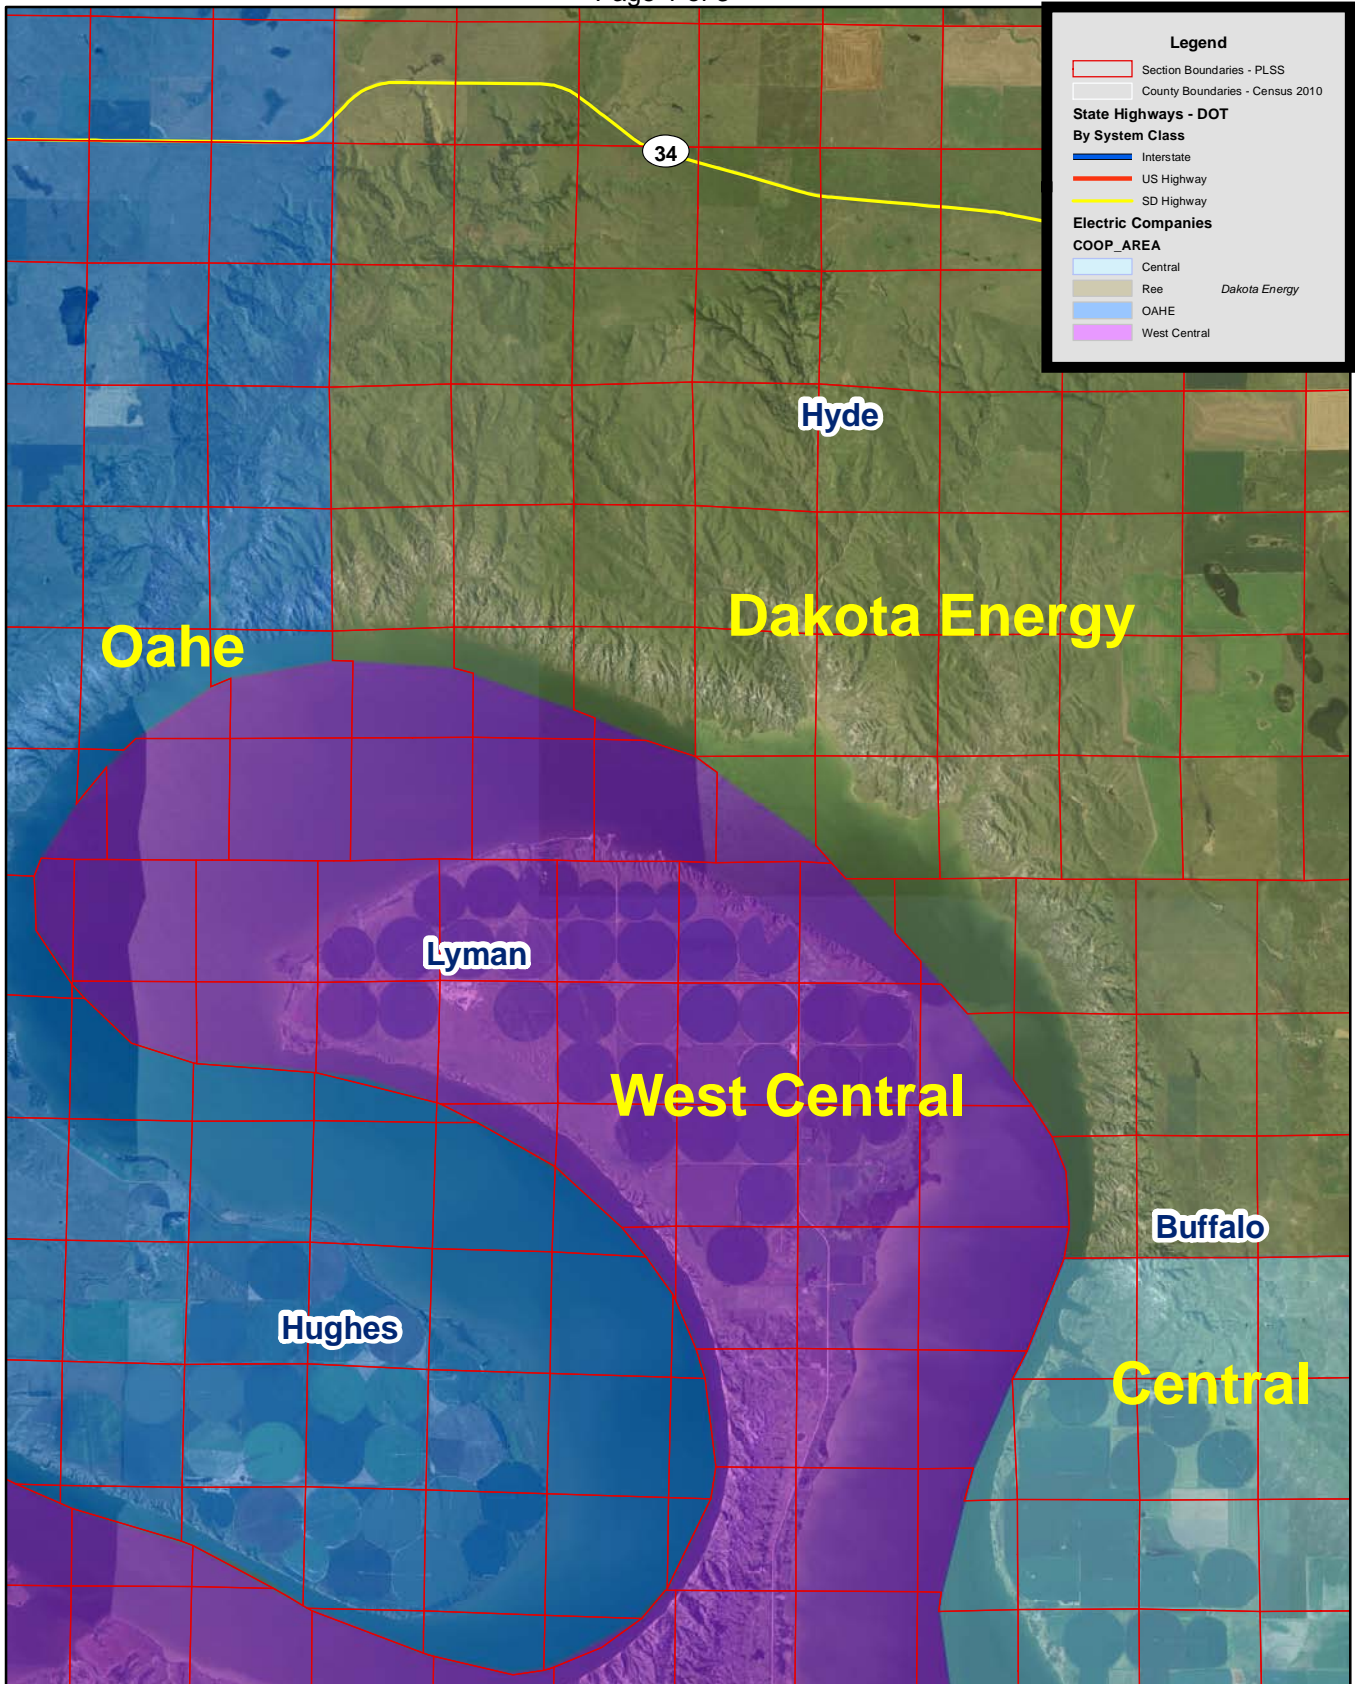 Legend
Section Boundaries - PLSS
County Boundaries - Census 2010
State Highways - DOT
By System Class
Interstate
US Highway
SD Highway
Electric Companies
COOP_AREA
Central
Ree Dakota Energy
OAHE
West Central
34
Hyde
Dakota Energy
Oahe
Lyman
West Central
Buffalo
Hughes
Central